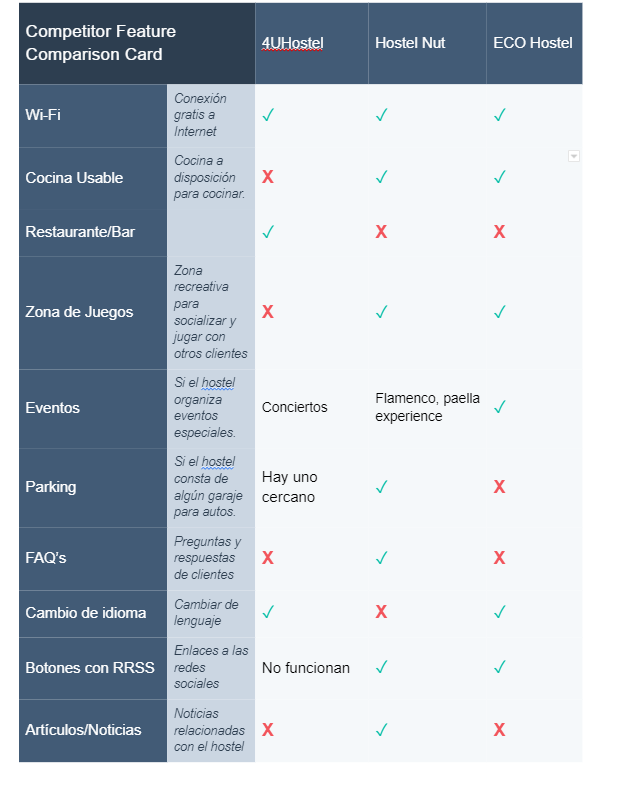 Competitor Feature
Comparison Card
4UHostel
Hostel Nut
ECO Hostel
Wi-Fi
Conexión
gratis a
Internet
✓
✓
✓
Cocina Usable
Cocina a
disposición
para cocinar.
X
✓
✓
Restaurante/Bar
✓
X
X
Zona de Juegos
Zona
recreativa
para
socializar y
jugar con
otros clientes
X
✓
✓
Eventos
Si el hostel
organiza
eventos
especiales.
Conciertos
Flamenco, paella
experience
✓
Parking
Si el hostel
consta de
algún garaje
para autos.
Hay uno
cercano
✓
X
FAQ's
Preguntas y
respuestas
de clientes
X
✓
X
Cambio de idioma
Cambiar de
lenguaje
✓
X
✓
Botones con RRSS
Enlaces a las
redes
sociales
No funcionan
✓
✓
Artículos/Noticias
Noticias
relacionadas
con el hostel
X
✓
X